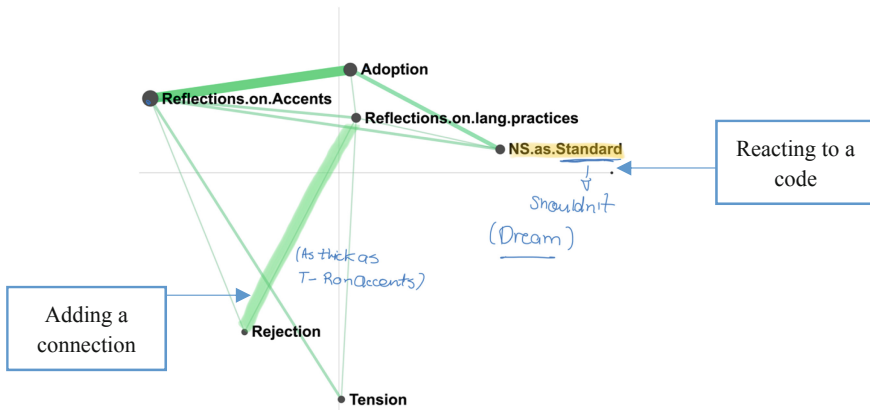 Adoption
Reflections.on.Accents
Reflections.on.lang.practices
NS.as.Standard
Reacting to a
code
Shouldn't
(Dream)
(As thick as
T- Ron accents)
Adding a
connection
Rejection
Tension